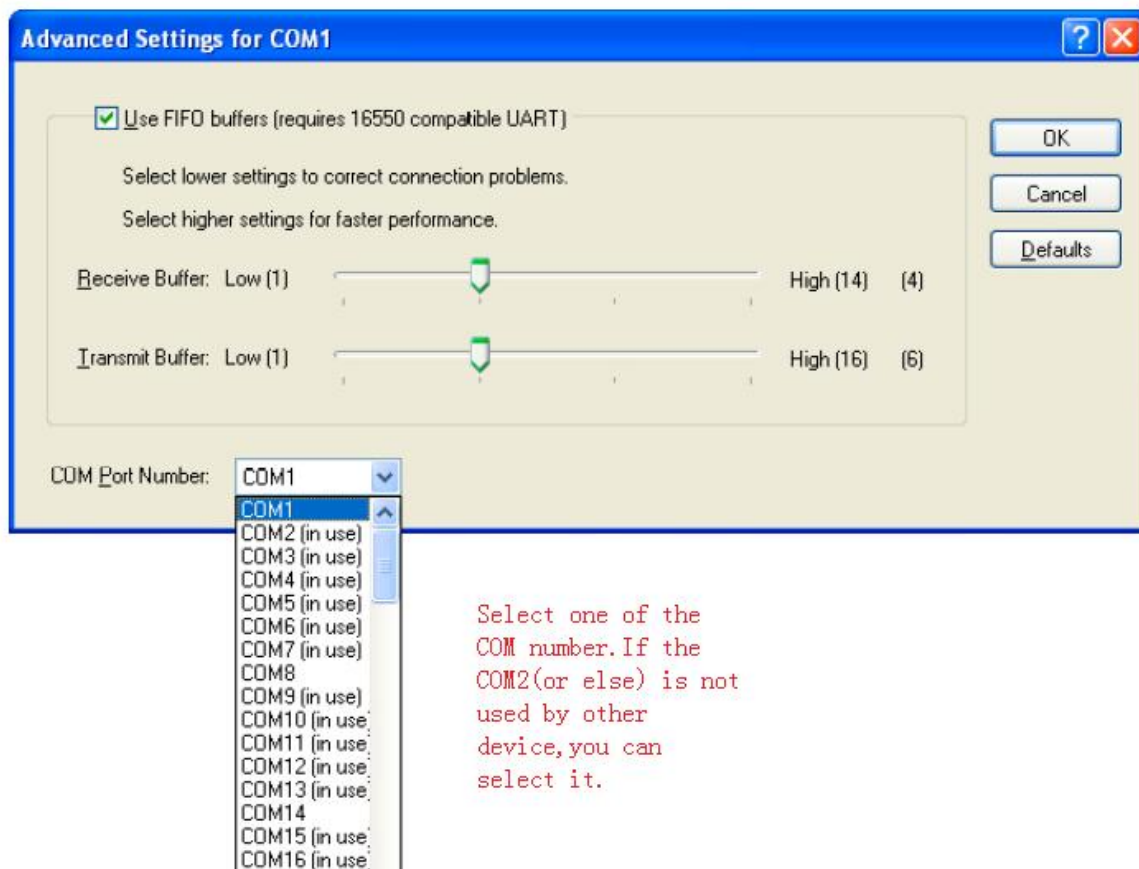 Advanced Settings for COM1
Use FIFO buffers (requires 16550 compatible UART)
Select lower settings to correct connection problems.
Select higher settings for faster performance.
Receive Buffer: Low (1) High (14) (4)
Transmit Buffer: Low (1) High (16) (6)
OK
Cancel
Defaults
COM Port Number: COM1
COM1
COM2 (in use)
COM3 (in use)
COM4 (in use)
COM5 (in use)
COM6 (in use)
COM7 (in use)
COM8
COM9 (in use)
COM10 (in use
COM11 (in use
COM12 (in use
COM13 (in use
COM14
COM15 (in use
COM16 (in use
Select one of the
COM number.If the
COM2(or else) is not
used by other
device,you can
select it.